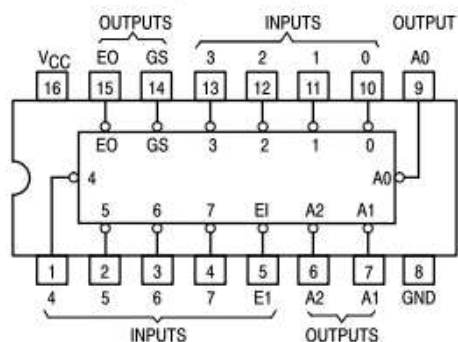 OUTPUTS INPUTS OUTPUT
VCC EO GS 3 2 1 0 A0
16 15 14 13 12 11 10 9
EO GS 3 2 1 0
4 A0
5 6 7 EI A2 A1
1 2 3 4 5 6 7 8
4 5 6 7 E1 A2 A1 GND
INPUTS OUTPUTS